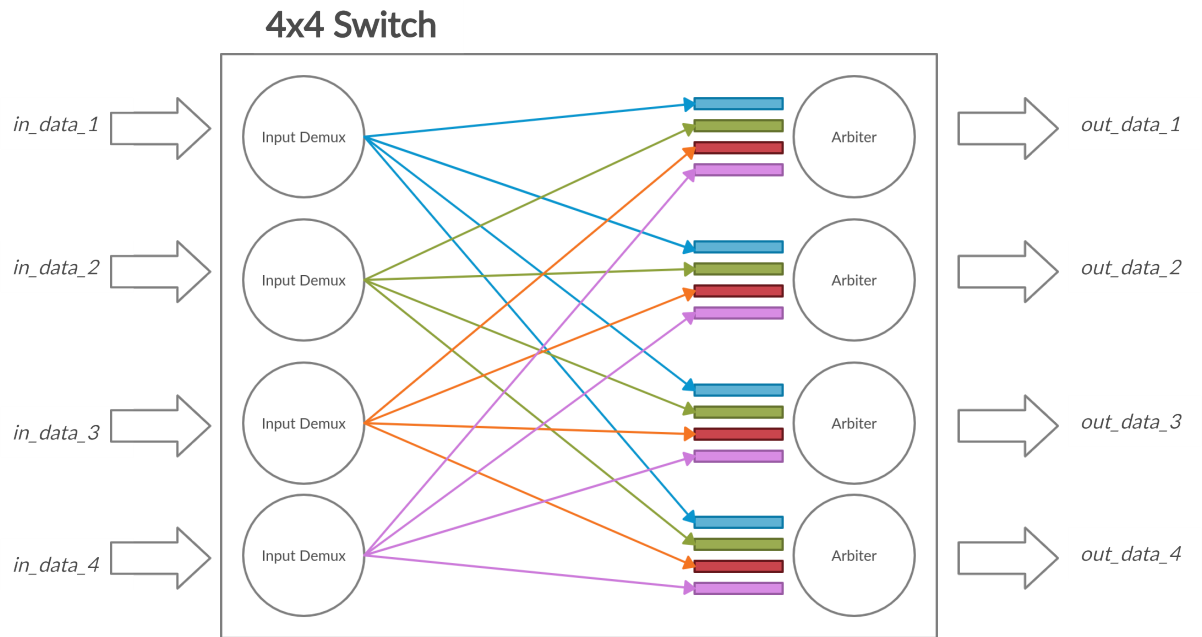 4x4 Switch
in_data_1
Input Demux
Arbiter
out_data_1
in_data_2
Input Demux
Arbiter
out_data_2
in_data_3
Input Demux
Arbiter
out_data_3
in_data_4
Input Demux
Arbiter
out_data_4